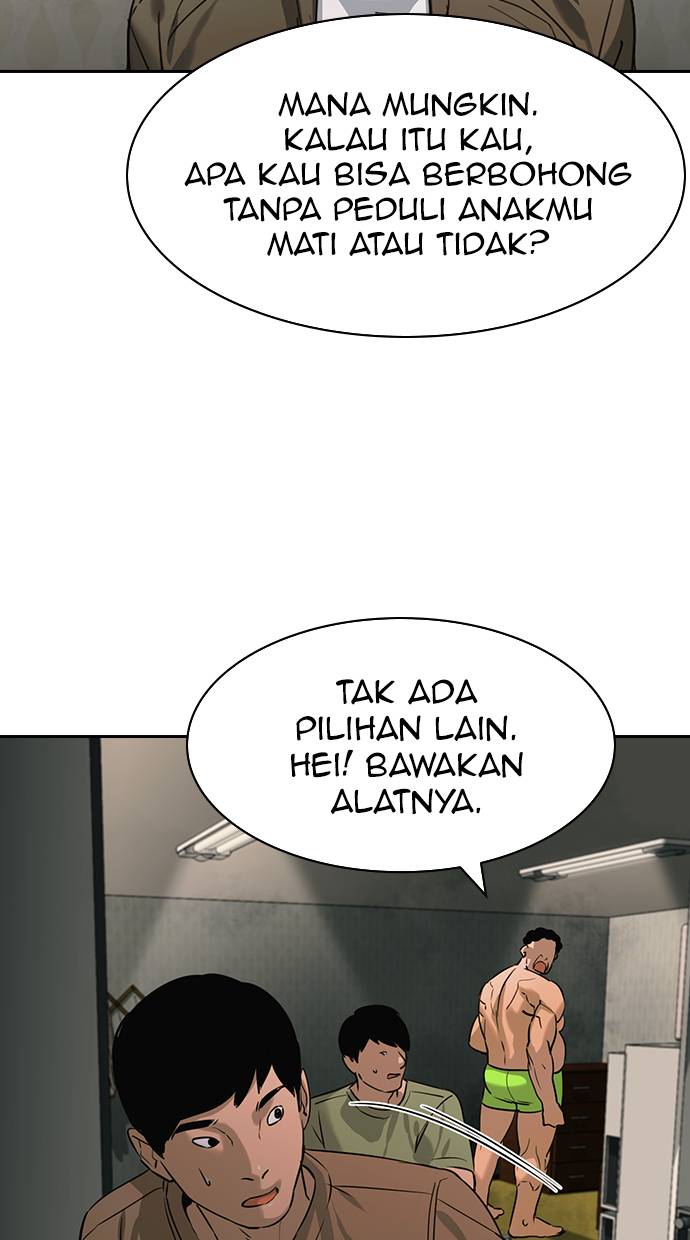 MANA MUNGKIN.
KALAU ITU KAU,
APA KAU BISA BERBOHONG
TANPA PEDULI ANAKMU
MATI ATAU TIDAK?
TAK ADA
PILIHAN LAIN.
HEI! BAWAKAN
ALATNYA.